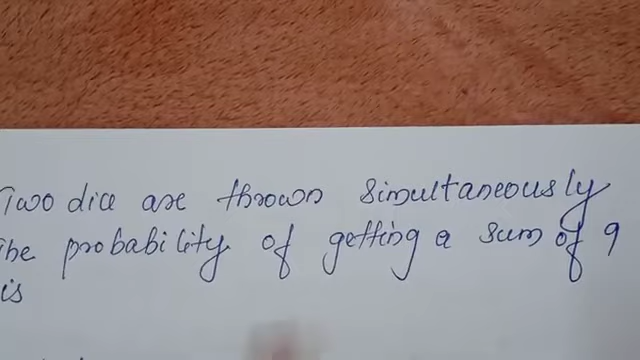 Two dice are thrown simultaneously
The probability of getting a sum of 9
is